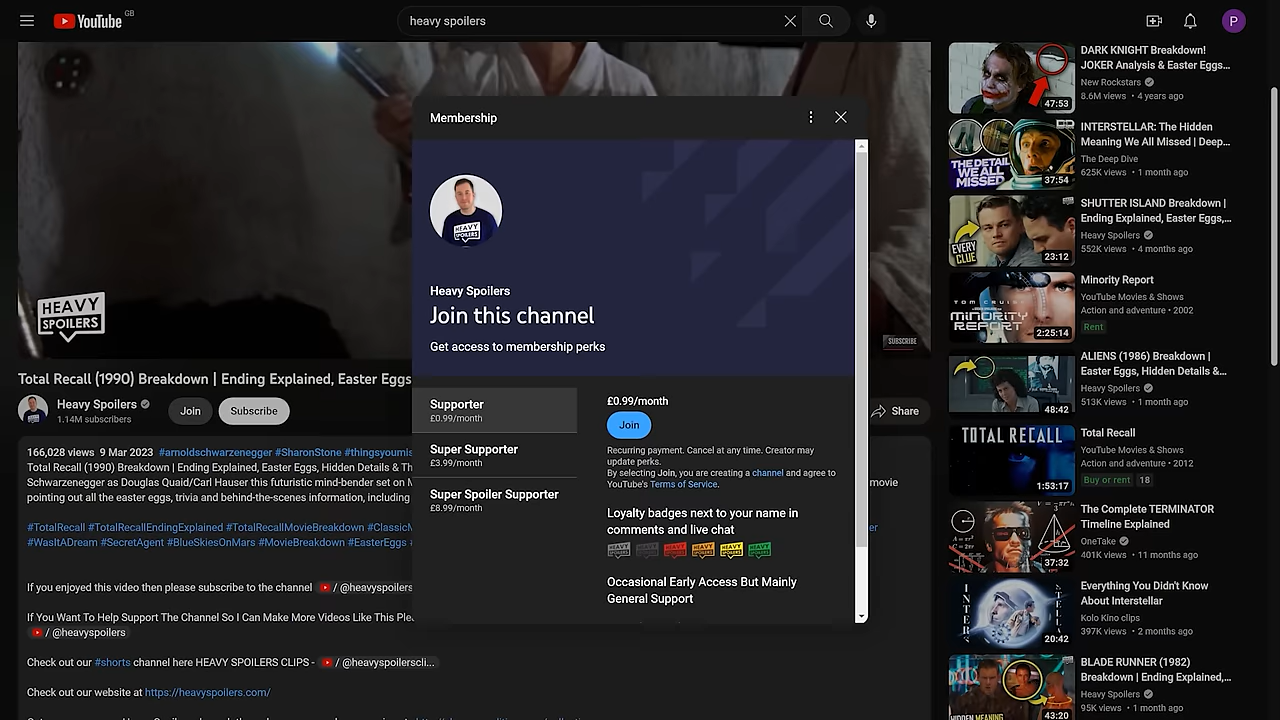 YouTube GB
heavy spoilers
P
HEAVY
SPOILERS
SUBSCRIBE
Total Recall (1990) Breakdown | Ending Explained, Easter Eggs
Heavy Spoilers
1.14M subscribers
Join
Subscribe
Share
166,028 views 9 Mar 2023 #arnoldschwarzenegger #SharonStone #thingsyoumis
Total Recall (1990) Breakdown | Ending Explained, Easter Eggs, Hidden Details & Th
Schwarzenegger as Douglas Quaid/Carl Hauser this futuristic mind-bender set on M
movie
pointing out all the easter eggs, trivia and behind-the-scenes information, including
#TotalRecall #TotalRecallEndingExplained #TotalRecallMovieBreakdown #ClassicM
er
#WasItADream #SecretAgent #BlueSkiesOnMars #MovieBreakdown #EasterEggs #
If you enjoyed this video then please subscribe to the channel / @heavyspoilers
If You Want To Help Support The Channel So I Can Make More Videos Like This Ple
/ @heavyspoilers
Check out our #shorts channel here HEAVY SPOILERS CLIPS - / @heavyspoilerscli...
Check out our website at https://heavyspoilers.com/
Membership
HEAVY
SPOILERS
Heavy Spoilers
Join this channel
Get access to membership perks
Supporter
£0.99/month
Super Supporter
£3.99/month
Super Spoiler Supporter
£8.99/month
£0.99/month
Join
Recurring payment. Cancel at any time. Creator may
update perks.
By selecting Join, you are creating a channel and agree to
YouTube's Terms of Service.
Loyalty badges next to your name in
comments and live chat
Occasional Early Access But Mainly
General Support
47:53
DARK KNIGHT Breakdown!
JOKER Analysis & Easter Eggs...
New Rockstars
8.6M views • 4 years ago
THE DETAIL
WE ALL
MISSED
37:54
INTERSTELLAR: The Hidden
Meaning We All Missed | Deep...
The Deep Dive
625K views • 1 month ago
EVERY
CLUE
23:12
SHUTTER ISLAND Breakdown |
Ending Explained, Easter Eggs,...
Heavy Spoilers
552K views • 4 months ago
TOM CRUISE
MINORITY
REPORT
2:25:14
Minority Report
YouTube Movies & Shows
Action and adventure • 2002
Rent
48:42
ALIENS (1986) Breakdown |
Easter Eggs, Hidden Details &...
Heavy Spoilers
513K views • 1 month ago
TOTAL RECALL
1:53:17
Total Recall
YouTube Movies & Shows
Action and adventure • 2012
Buy or rent 18
37:32
The Complete TERMINATOR
Timeline Explained
OneTake
401K views • 11 months ago
INTER
STELLAR
20:42
Everything You Didn't Know
About Interstellar
Kolo Kino clips
397K views • 2 months ago
HIDDEN MEANING
43:20
BLADE RUNNER (1982)
Breakdown | Ending Explained,...
Heavy Spoilers
95K views • 1 month ago